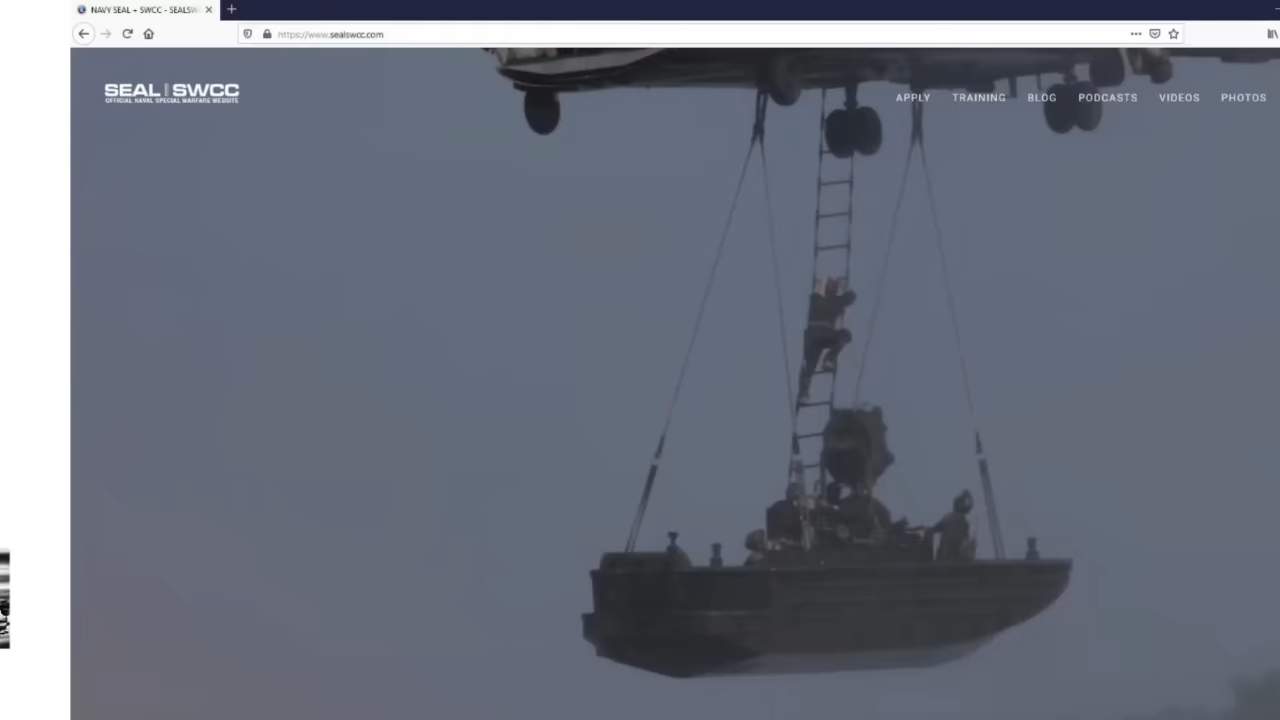 NAVY SEAL + SWCC - SEALSW
https://www.sealswcc.com
SEAL | SWCC
OFFICIAL NAVAL SPECIAL WARFARE WEBSITE
APPLY TRAINING BLOG PODCASTS VIDEOS PHOTOS